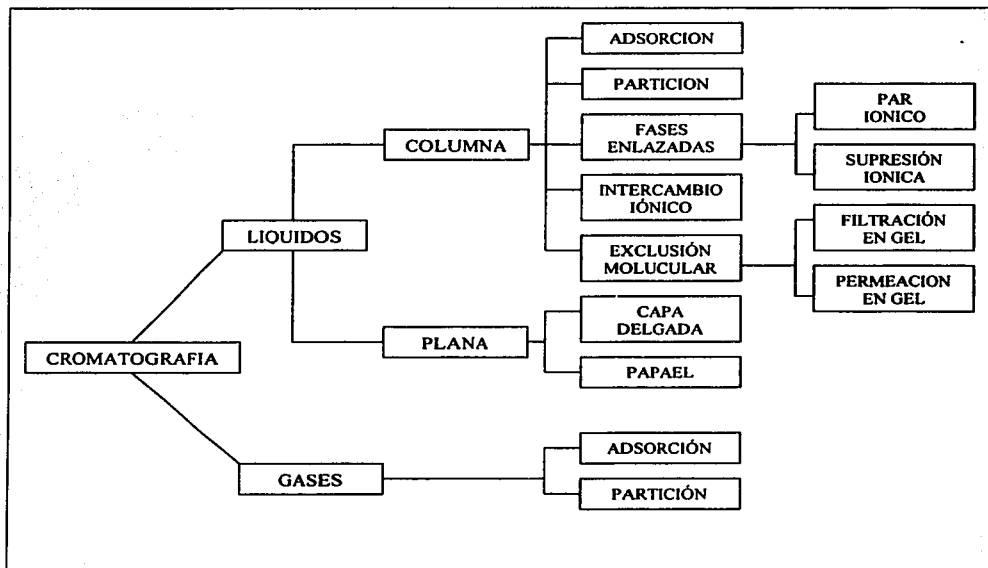 ADSORCION
PARTICION
COLUMNA
FASES
ENLAZADAS
PAR
IONICO
SUPRESIÓN
IONICA
INTERCAMBIO
IÓNICO
LIQUIDOS
EXCLUSIÓN
MOLUCULAR
FILTRACIÓN
EN GEL
PERMEACION
EN GEL
CROMATOGRAFIA
PLANA
CAPA
DELGADA
PAPAEL
GASES
ADSORCIÓN
PARTICIÓN